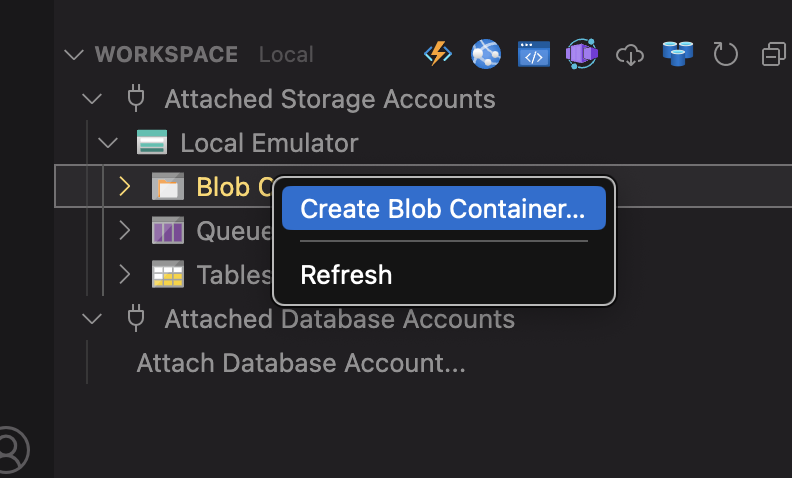 WORKSPACE Local
Attached Storage Accounts
Local Emulator
Blob C
Create Blob Container...
Queue
Refresh
Tables
Attached Database Accounts
Attach Database Account...